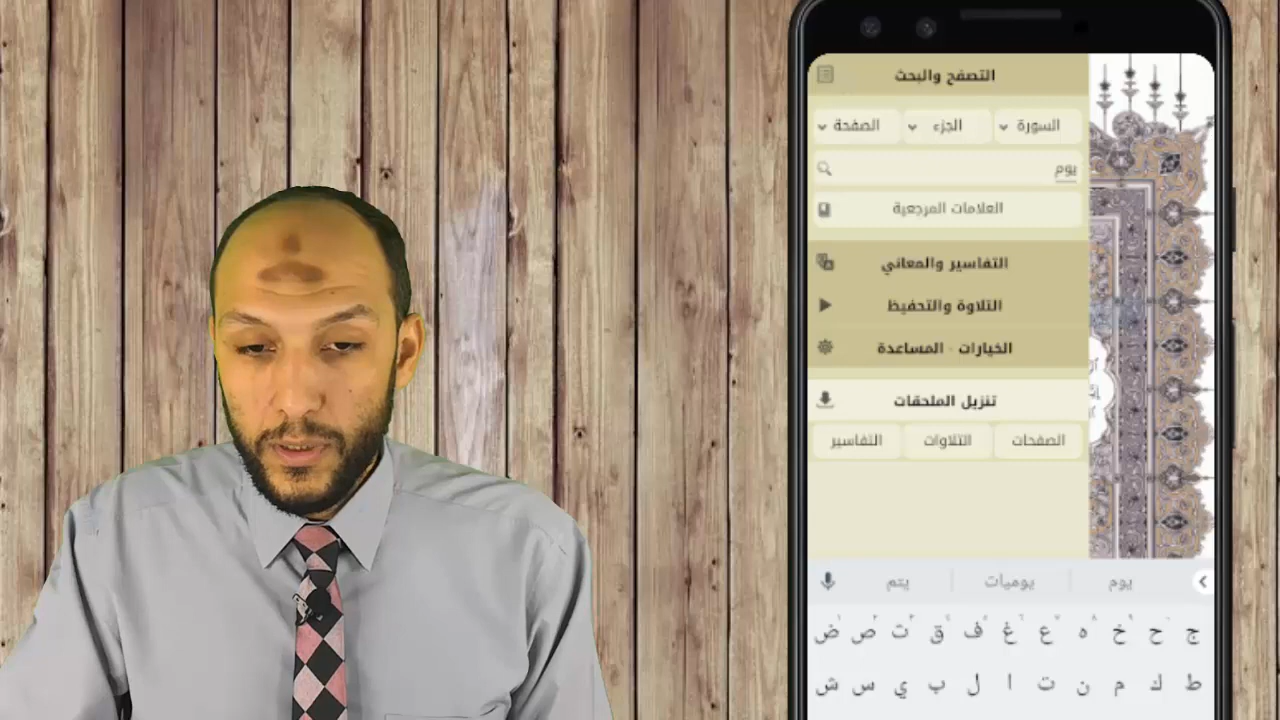 التصفح والبحث
السورة الجزء الصفحة
يوم
العلامات المرجعية
التفاسير والمعاني
التلاوة والتحفيظ
الخيارات - المساعدة
تنزيل الملحقات
الصفحات التلاوات التفاسير
يوم يوميات يتم
ج ح خ ه ع غ ف ق ث ص ض
ط ك م ن ت ا ل ب ي س ش